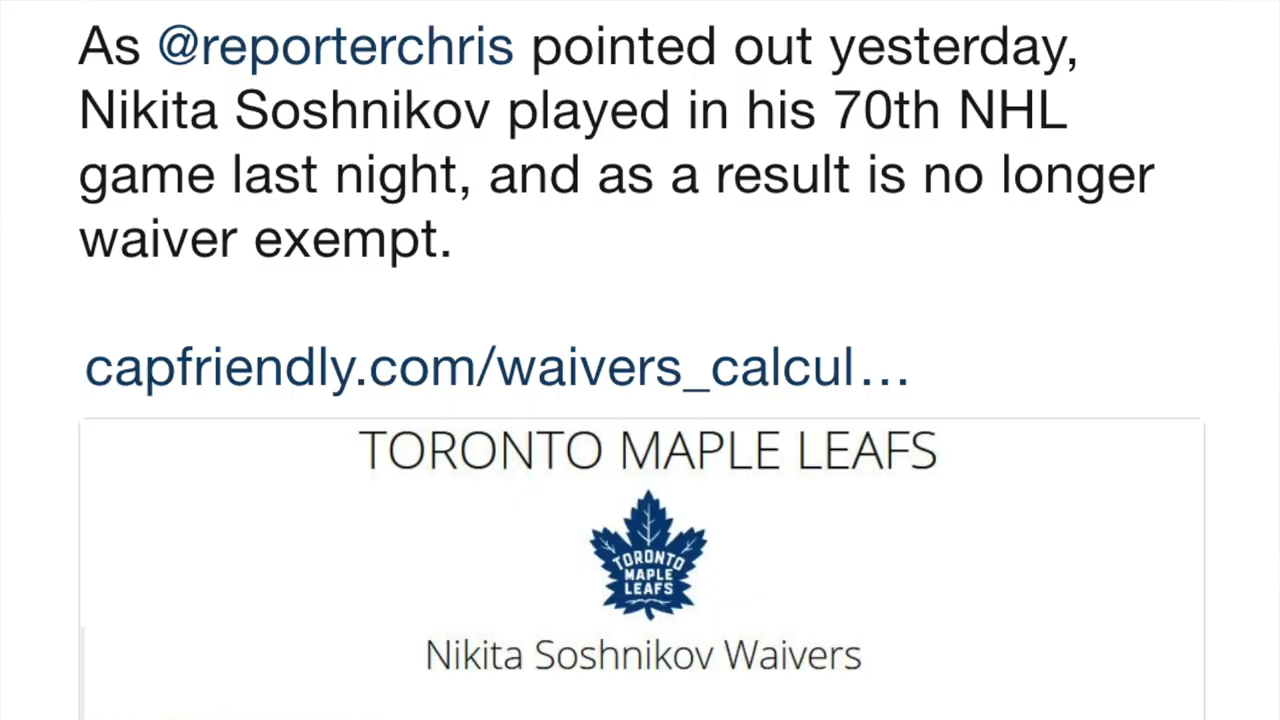 As @reporterchris pointed out yesterday,
Nikita Soshnikov played in his 70th NHL
game last night, and as a result is no longer
waiver exempt.
capfriendly.com/waivers_calcul…
TORONTO MAPLE LEAFS
TORONTO
MAPLE
LEAFS
Nikita Soshnikov Waivers